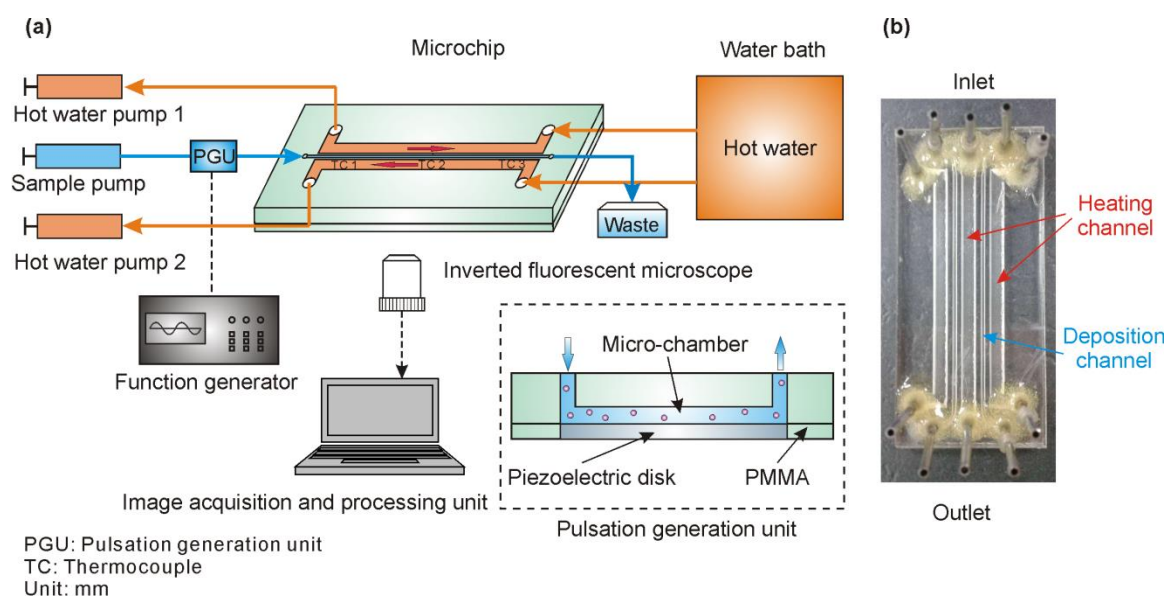 (a)
Microchip
Water bath
Hot water pump 1
Sample pump
PGU
Hot water pump 2
TC 1
TC 2
TC 3
Hot water
Waste
Function generator
Inverted fluorescent microscope
Image acquisition and processing unit
Micro-chamber
Piezoelectric disk
PMMA
Pulsation generation unit
PGU: Pulsation generation unit
TC: Thermocouple
Unit: mm
(b)
Inlet
Heating
channel
Deposition
channel
Outlet